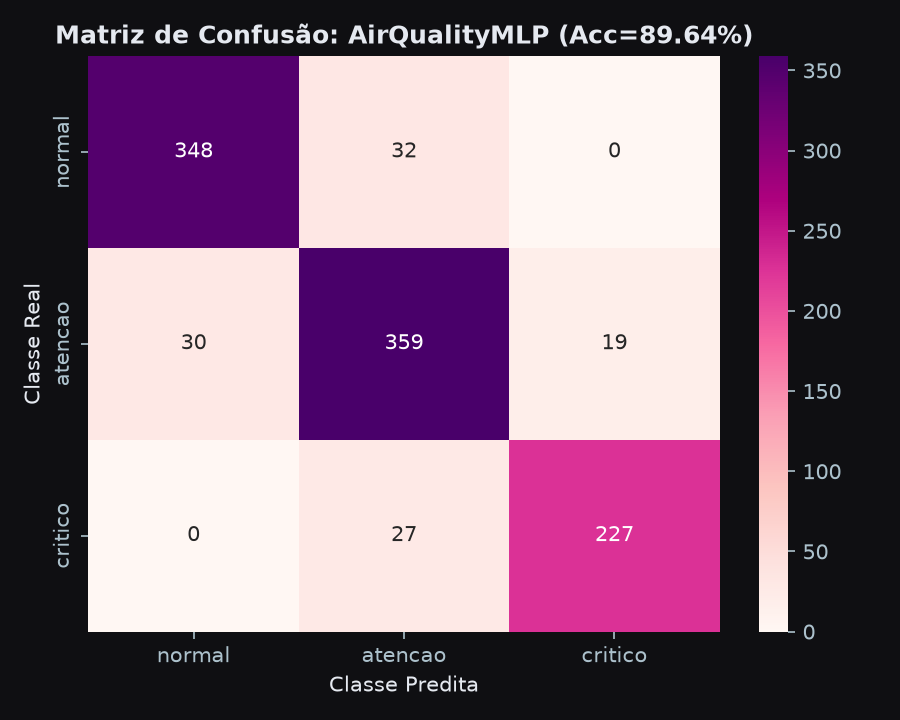 Matriz de Confusão: AirQualityMLP (Acc=89.64%)
Classe Real
normal
348
32
0
atencao
30
359
19
critico
0
27
227
normal
atencao
critico
Classe Predita
350
300
250
200
150
100
50
0